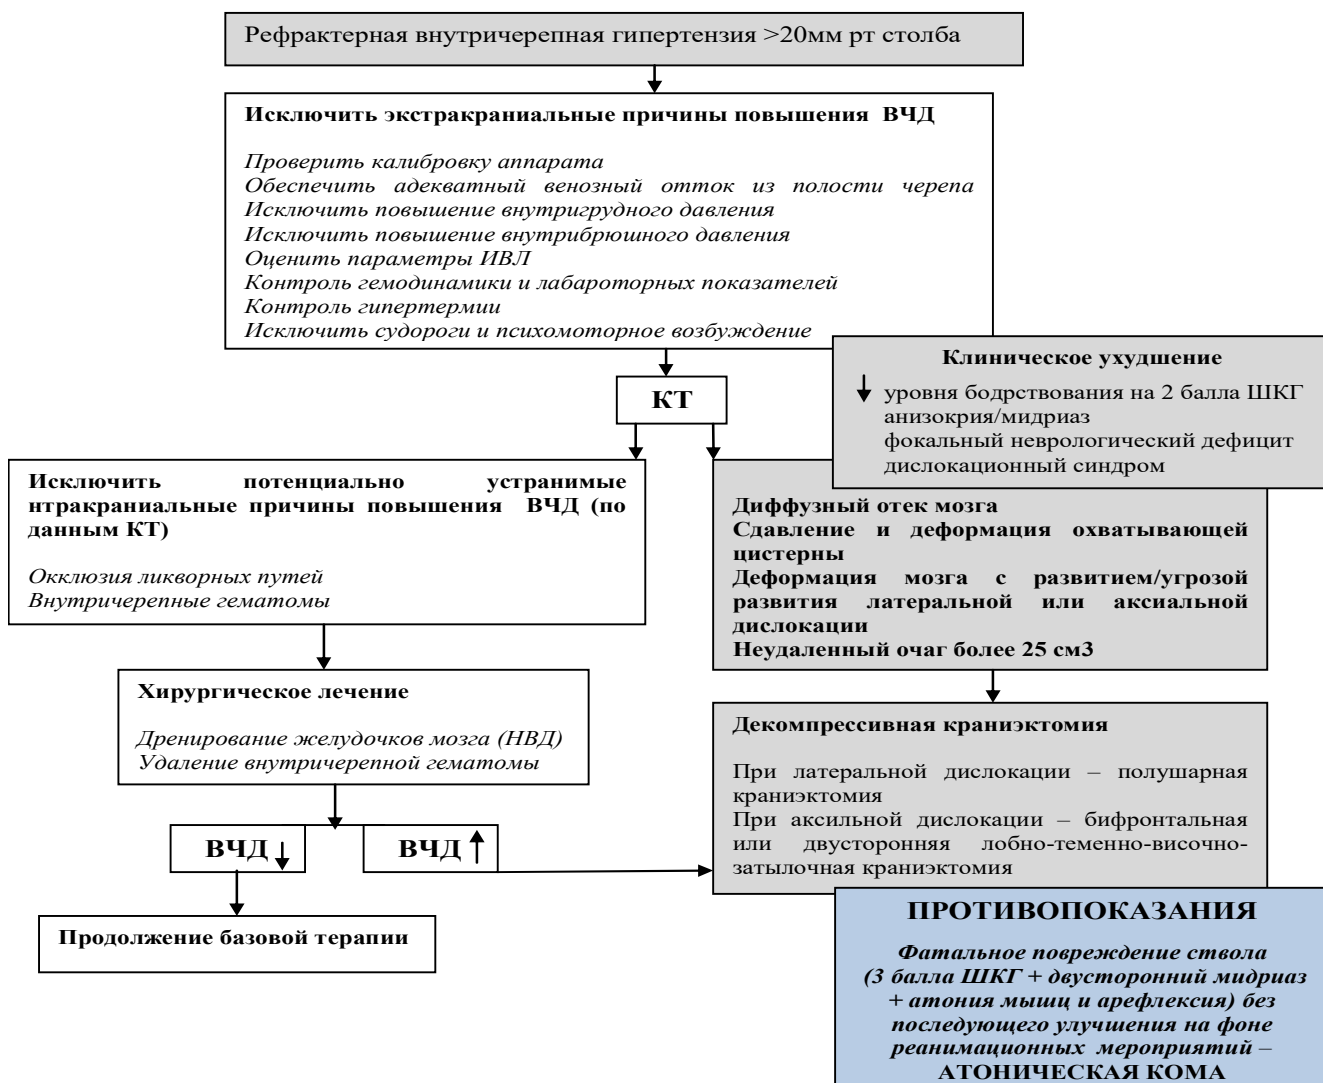 Рефрактерная внутричерепная гипертензия >20мм рт столба
Исключить экстракраниальные причины повышения ВЧД
Проверить калибровку аппарата
Обеспечить адекватный венозный отток из полости черепа
Исключить повышение внутригрудного давления
Исключить повышение внутрибрюшного давления
Оценить параметры ИВЛ
Контроль гемодинамики и лабароторных показателей
Контроль гипертермии
Исключить судороги и психомоторное возбуждение
КТ
Клиническое ухудшение
↓ уровня бодрствования на 2 балла ШКГ
анизокрия/мидриаз
фокальный неврологический дефицит
дислокационный синдром
Исключить потенциально устранимые
нтракраниальные причины повышения ВЧД (по
данным КТ)
Окклюзия ликворных путей
Внутричерепные гематомы
Диффузный отек мозга
Сдавление и деформация охватывающей
цистерны
Деформация мозга с развитием/угрозой
развития латеральной или аксиальной
дислокации
Неудаленный очаг более 25 см3
Хирургическое лечение
Дренирование желудочков мозга (НВД)
Удаление внутричерепной гематомы
Декомпрессивная краниэктомия
При латеральной дислокации – полушарная
краниэктомия
При аксильной дислокации – бифронтальная
или двусторонняя лобно-теменно-височно-
затылочная краниэктомия
ВЧД ↓
ВЧД ↑
Продолжение базовой терапии
ПРОТИВОПОКАЗАНИЯ
Фатальное повреждение ствола
(3 балла ШКГ + двусторонний мидриаз
+ атония мышц и арефлексия) без
последующего улучшения на фоне
реанимационных мероприятий –
АТОНИЧЕСКАЯ КОМА